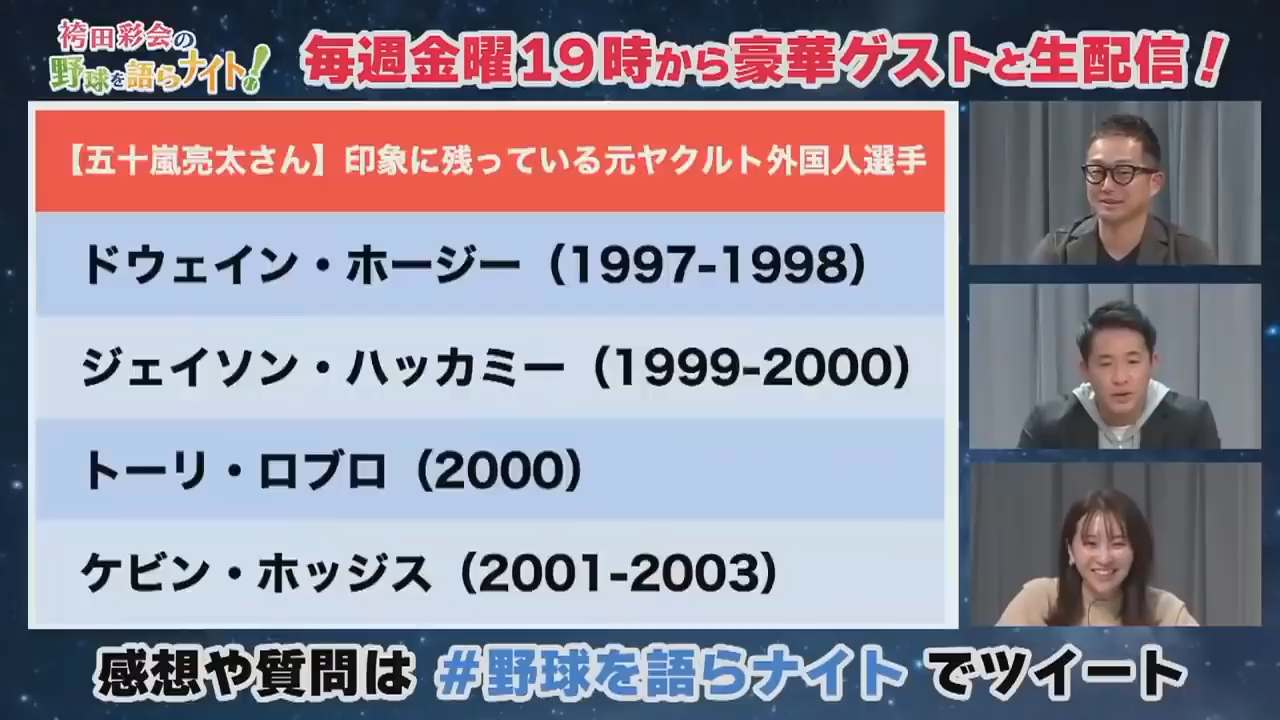 袴田彩会の
野球を語らナイト!
毎週金曜19時から豪華ゲストと生配信!
【五十嵐亮太さん】印象に残っている元ヤクルト外国人選手
ドウェイン・ホージー（1997-1998）
ジェイソン・ハッカミー（1999-2000）
トーリ・ロブロ（2000）
ケビン・ホッジス（2001-2003）
感想や質問は #野球を語らナイト でツイート